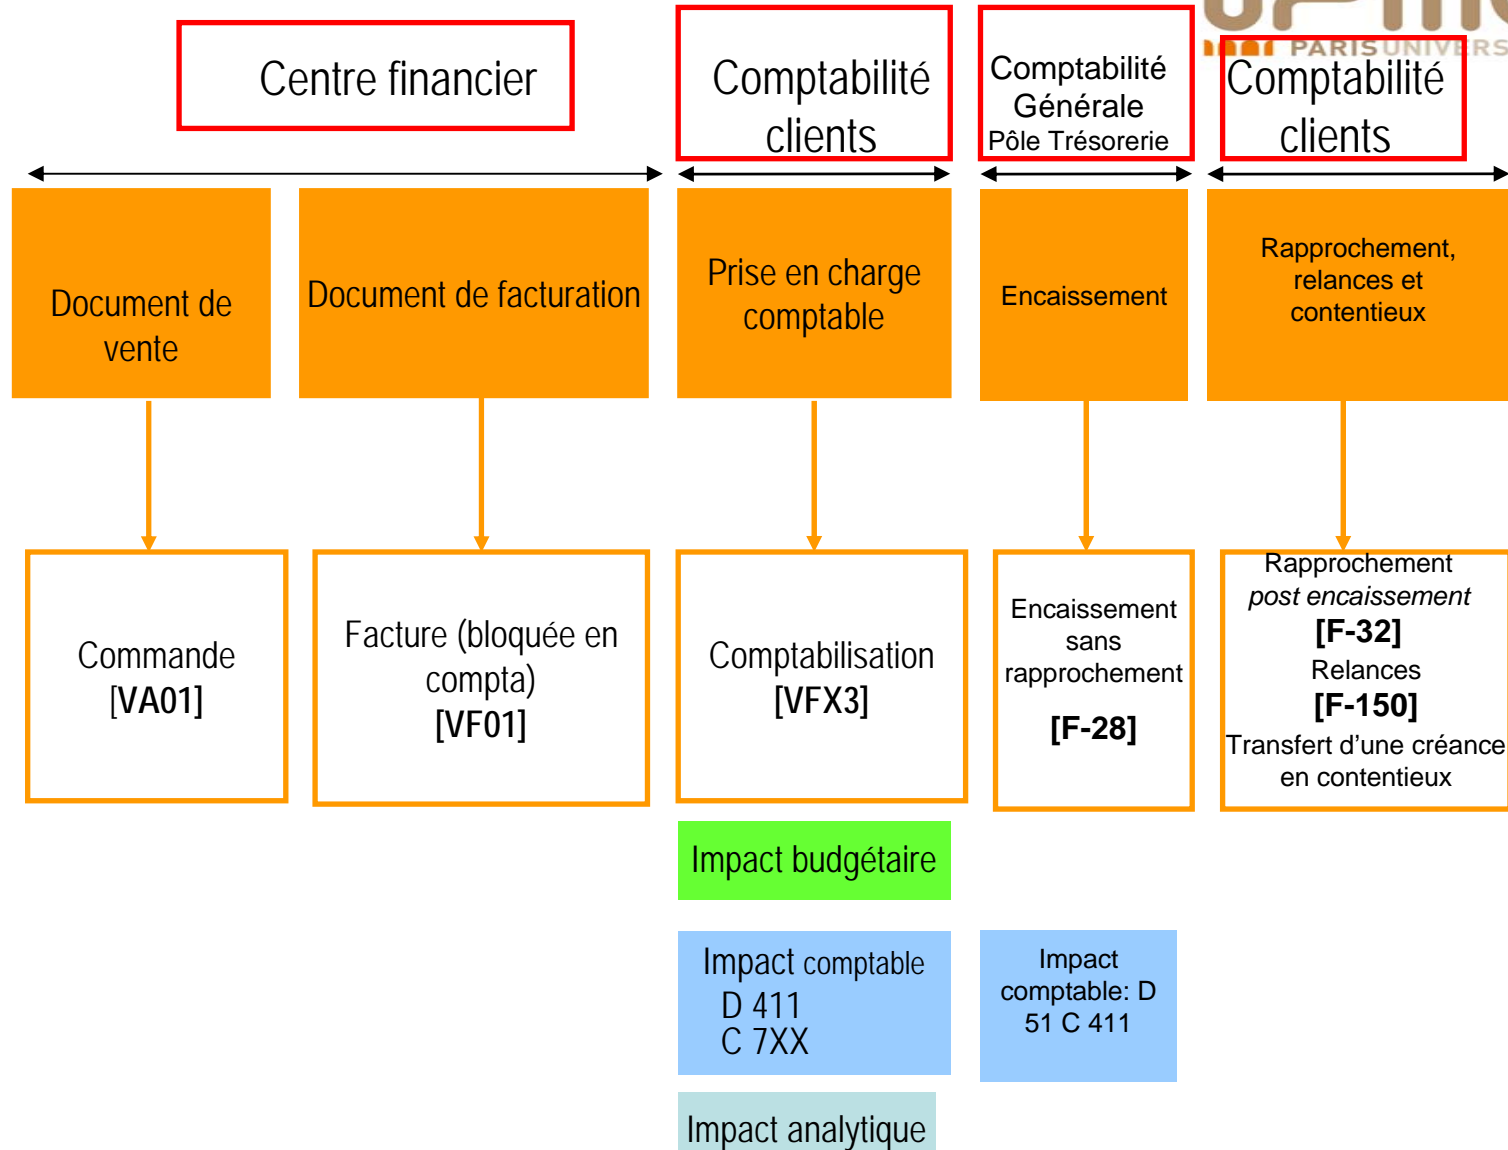 Centre financier
Comptabilité
clients
Comptabilité
Générale
Pôle Trésorerie
PARISUNIVERS
Comptabilité
clients
Document de
vente
Document de facturation
Prise en charge
comptable
Encaissement
Rapprochement,
relances et
contentieux
Commande
[VA01]
Facture (bloquée en
compta)
[VF01]
Comptabilisation
[VFX3]
Encaissement
sans
rapprochement
[F-28]
Rapprochement
post encaissement
[F-32]
Relances
[F-150]
Transfert d'une créance
en contentieux
Impact budgétaire
Impact comptable
D 411
C 7XX
Impact
comptable: D
51 C 411
Impact analytique